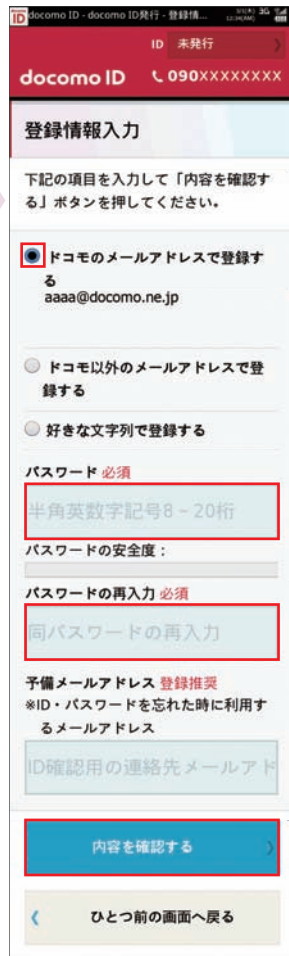 docomo ID - docomo ID発行 - 登録情...
3G
ID 未発行
docomo ID 090XXXXXXXX
登録情報入力
下記の項目を入力して「内容を確認す
る」ボタンを押してください。
ドコモのメールアドレスで登録す
る
aaaa@docomo.ne.jp
ドコモ以外のメールアドレスで登
録する
好きな文字列で登録する
パスワード 必須
半角英数字記号8－20桁
パスワードの安全度：
パスワードの再入力 必須
同パスワードの再入力
予備メールアドレス 登録推奨
※ID・パスワードを忘れた時に利用す
るメールアドレス
ID確認用の連絡先メールアド
内容を確認する
ひとつ前の画面へ戻る